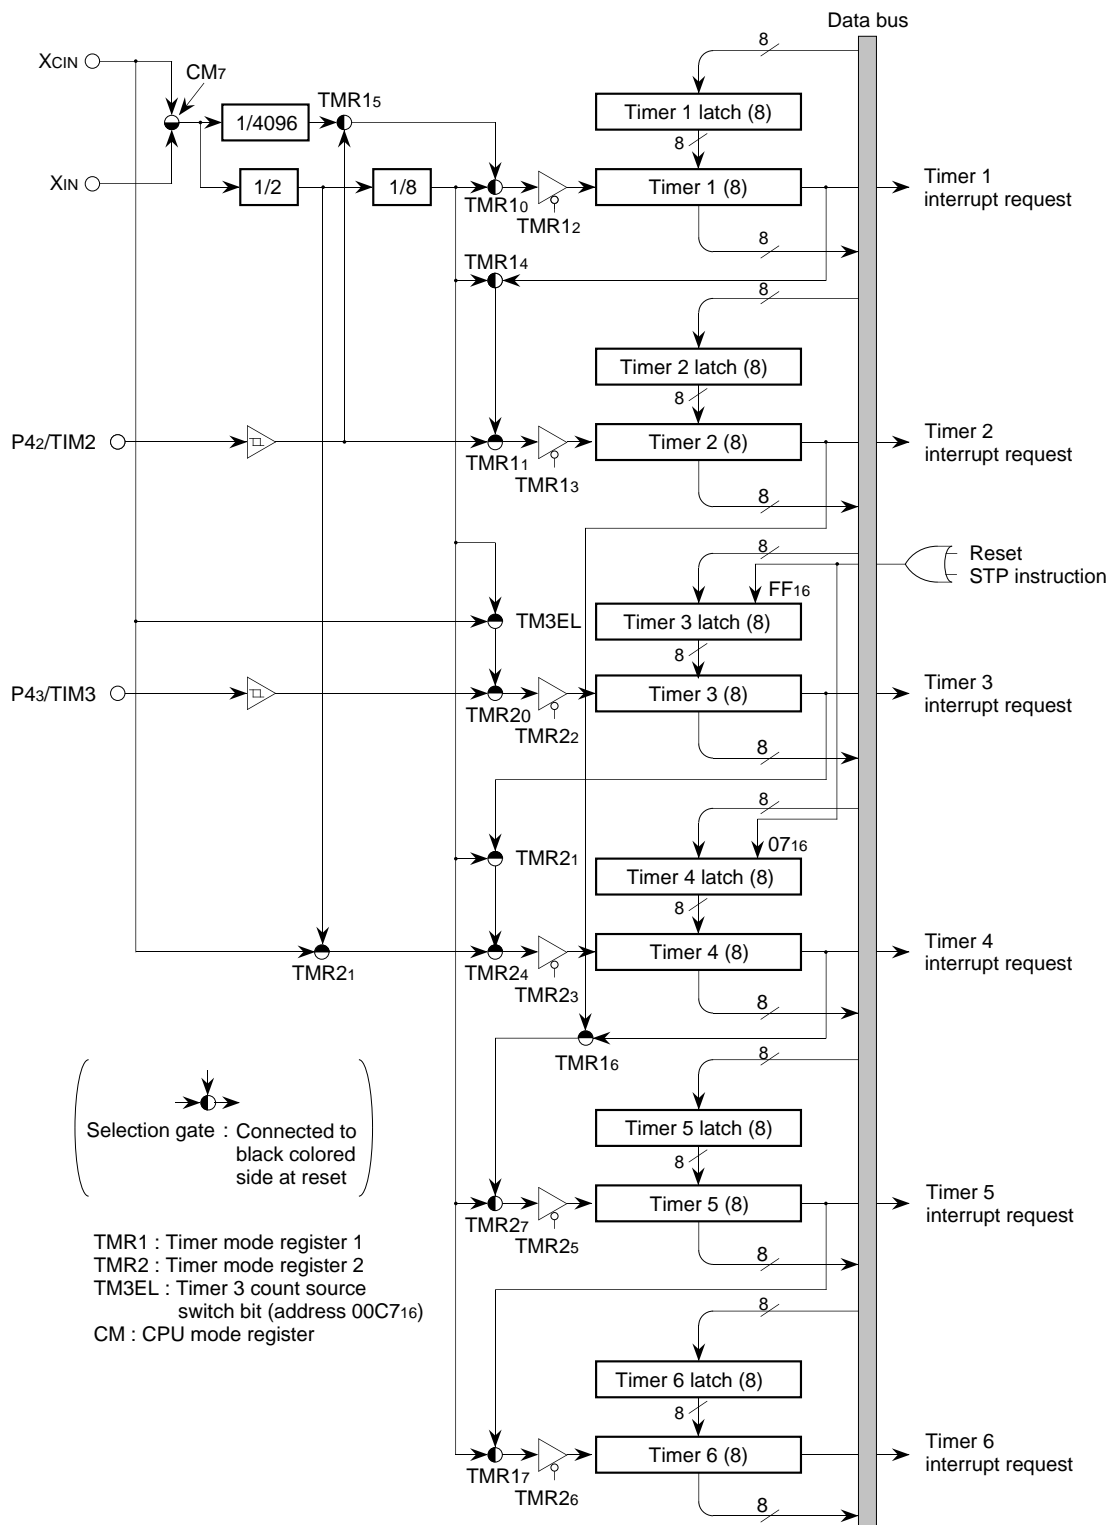 Data bus
XCIN
CM7
8
TMR15
Timer 1 latch (8)
1/4096
8
XIN
1/2
1/8
Timer 1 (8)
Timer 1
interrupt request
TMR10
TMR12
8
TMR14
8
Timer 2 latch (8)
8
P42/TIM2
Timer 2 (8)
Timer 2
interrupt request
TMR11
TMR13
8
8
Reset
STP instruction
FF16
TM3EL
Timer 3 latch (8)
8
P43/TIM3
Timer 3 (8)
Timer 3
interrupt request
TMR20
TMR22
8
8
0716
TMR21
Timer 4 latch (8)
8
Timer 4 (8)
Timer 4
interrupt request
TMR21
TMR24
TMR23
8
TMR16
8
Selection gate : Connected to
black colored
side at reset
Timer 5 latch (8)
8
Timer 5 (8)
Timer 5
interrupt request
TMR27
TMR25
8
TMR1 : Timer mode register 1
TMR2 : Timer mode register 2
TM3EL : Timer 3 count source
switch bit (address 00C716)
CM : CPU mode register
8
Timer 6 latch (8)
8
Timer 6 (8)
Timer 6
interrupt request
TMR17
TMR26
8